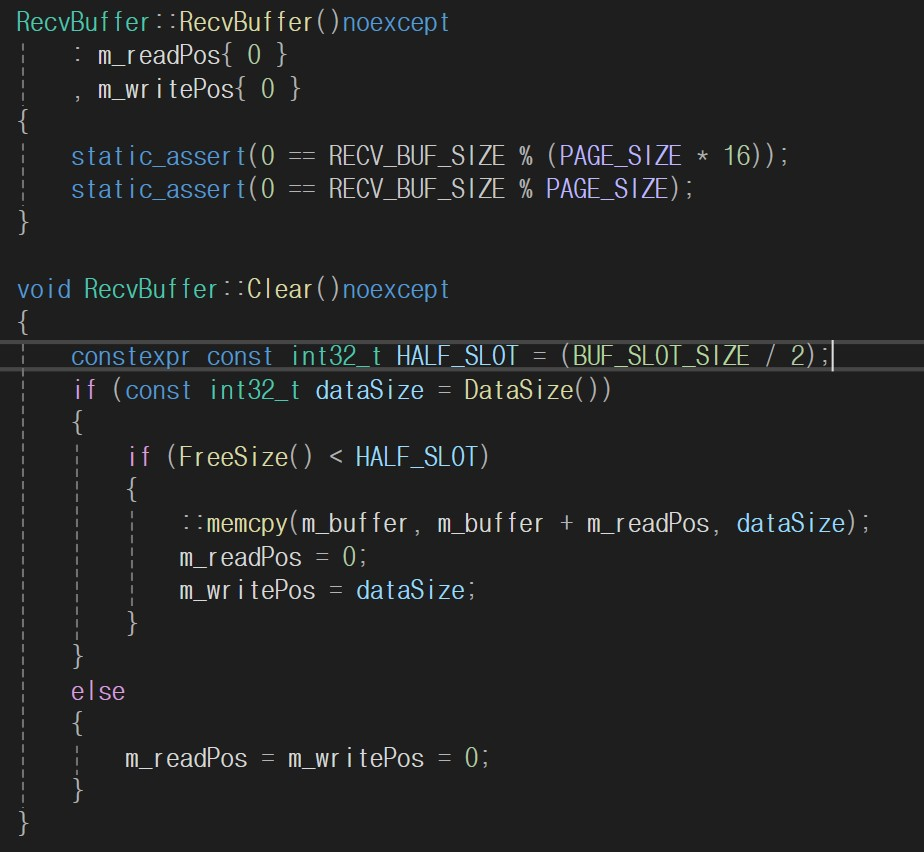 RecvBuffer::RecvBuffer()noexcept
    : m_readPos{ 0 }
    , m_writePos{ 0 }
{
    static_assert(0 == RECV_BUF_SIZE % (PAGE_SIZE * 16));
    static_assert(0 == RECV_BUF_SIZE % PAGE_SIZE);
}

void RecvBuffer::Clear()noexcept
{
    constexpr const int32_t HALF_SLOT = (BUF_SLOT_SIZE / 2);
    if (const int32_t dataSize = DataSize())
    {
        if (FreeSize() < HALF_SLOT)
        {
            ::memcpy(m_buffer, m_buffer + m_readPos, dataSize);
            m_readPos = 0;
            m_writePos = dataSize;
        }
    }
    else
    {
        m_readPos = m_writePos = 0;
    }
}